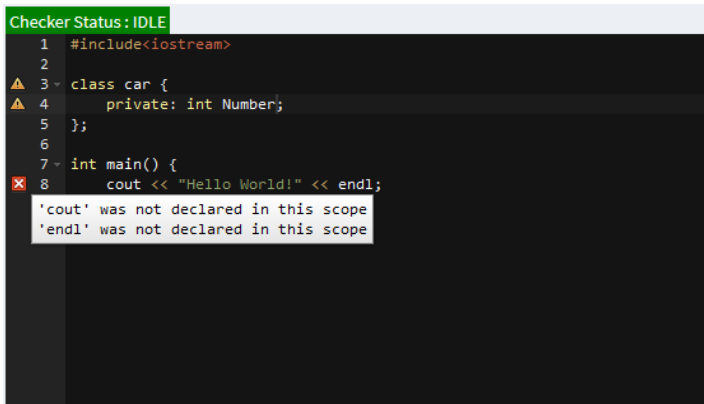 Checker Status : IDLE
1 #include<iostream>
2
3 class car {
4 private: int Number;
5 };
6
7 int main() {
8 cout << "Hello World!" << endl;
'cout' was not declared in this scope
'endl' was not declared in this scope